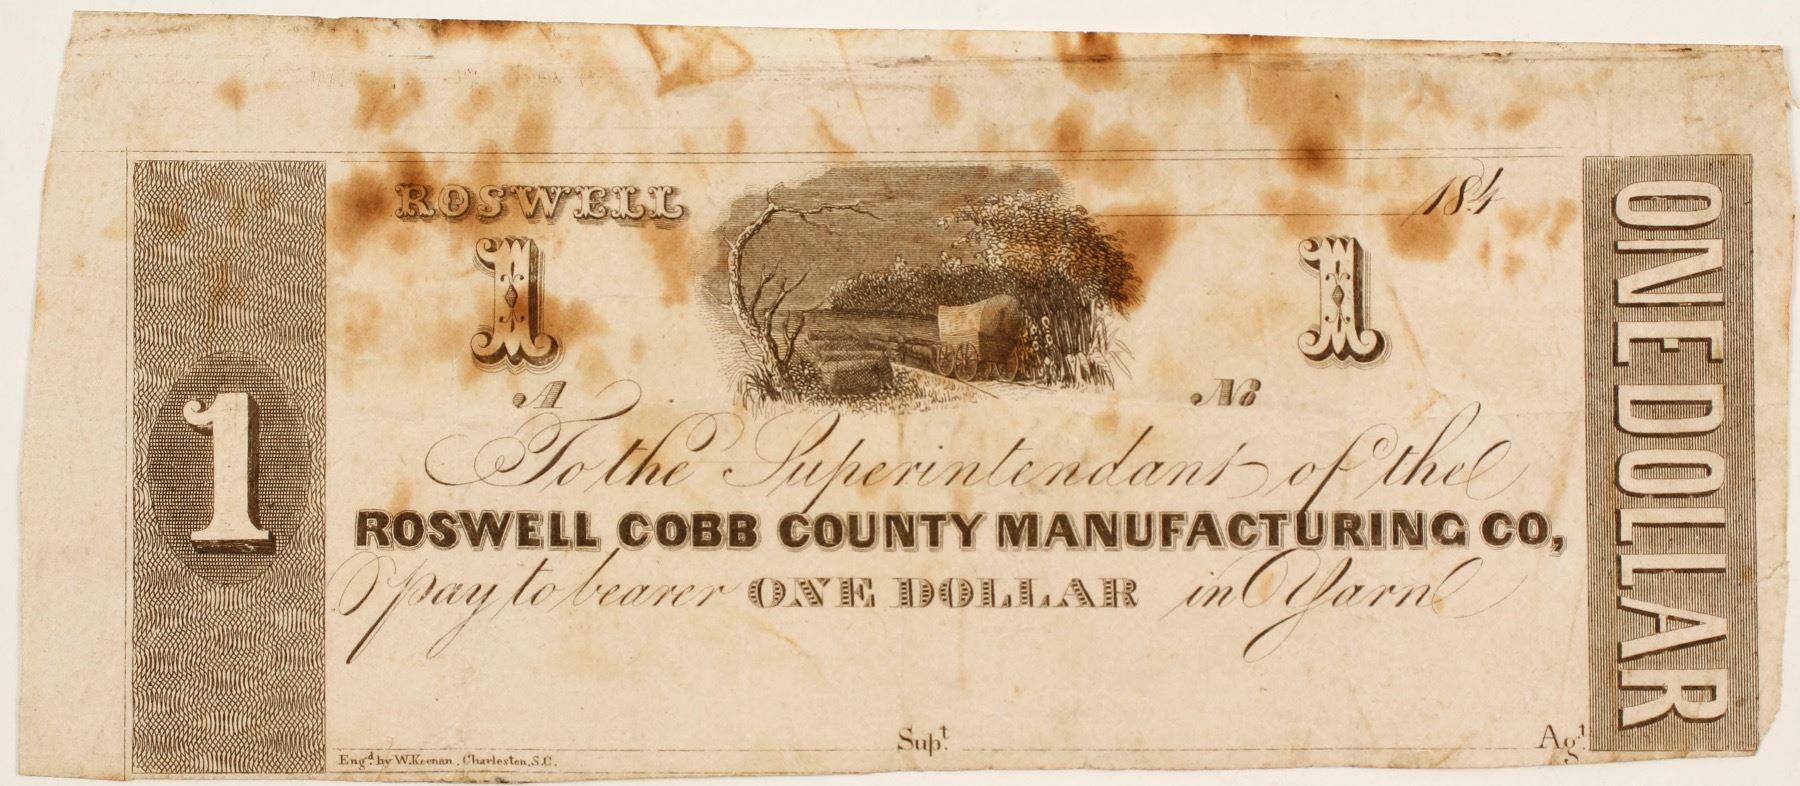 ROSWELL
184
1 1
A No
1
To the Superintendant of the
ROSWELL COBB COUNTY MANUFACTURING CO,
pay to bearer ONE DOLLAR in Yarn
Supt. Agt.
Engd. by W. Keenan, Charleston, S.C.
ONE DOLLAR